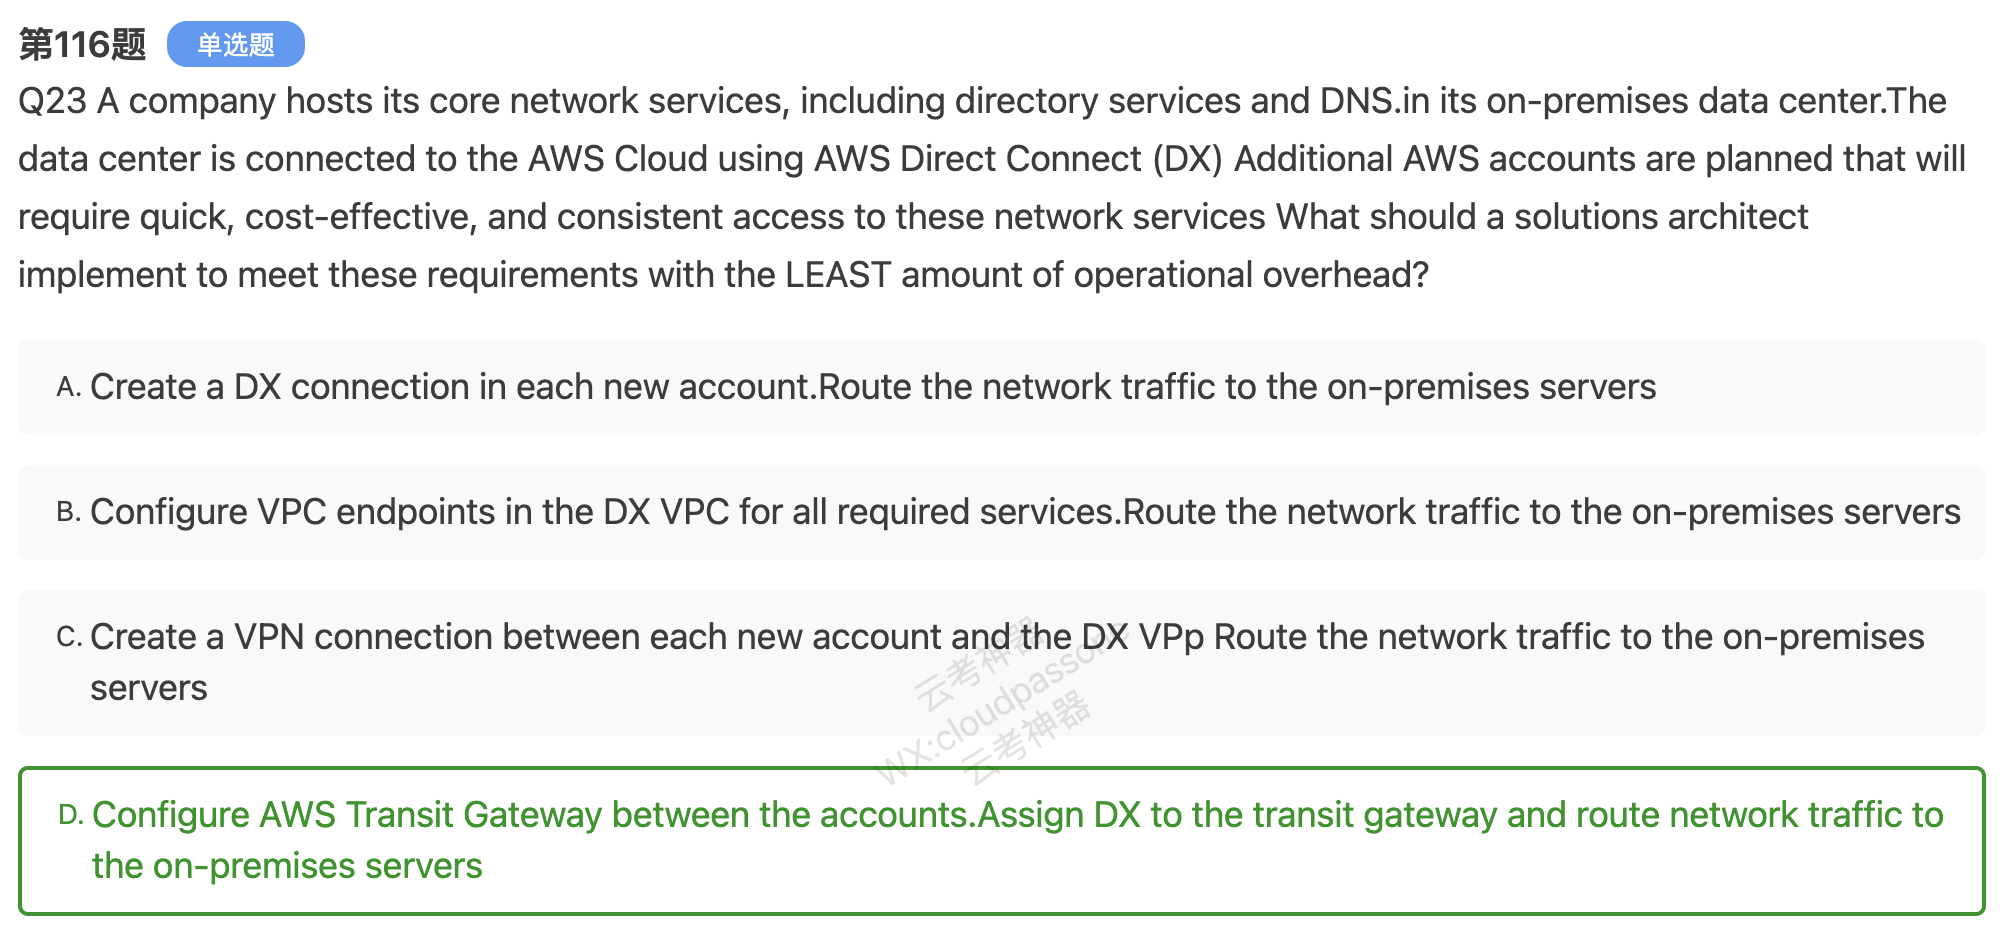 第116题 单选题
Q23 A company hosts its core network services, including directory services and DNS.in its on-premises data center.The
data center is connected to the AWS Cloud using AWS Direct Connect (DX) Additional AWS accounts are planned that will
require quick, cost-effective, and consistent access to these network services What should a solutions architect
implement to meet these requirements with the LEAST amount of operational overhead?
A. Create a DX connection in each new account.Route the network traffic to the on-premises servers
B. Configure VPC endpoints in the DX VPC for all required services.Route the network traffic to the on-premises servers
C. Create a VPN connection between each new account and the DX VPp Route the network traffic to the on-premises
servers
云考神器
WX:cloudpassone
云考神器
D. Configure AWS Transit Gateway between the accounts.Assign DX to the transit gateway and route network traffic to
the on-premises servers